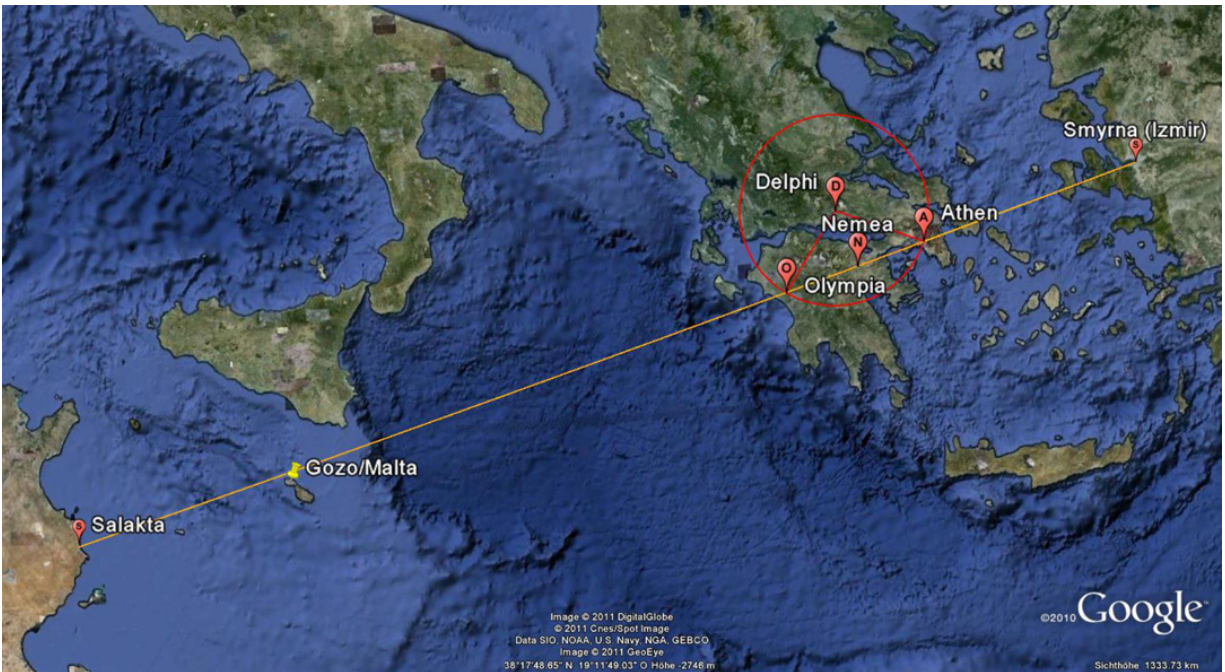 Smyrna (Izmir)
S
Delphi
D
Nemea
A
Athen
N
O
Olympia
Gozo/Malta
S
Salakta
©2010 Google
Image © 2011 DigitalGlobe
© 2011 Cnes/Spot Image
Data SIO, NOAA, U.S. Navy, NGA, GEBCO
Image © 2011 GeoEye
38°17'48.65" N 19°11'49.03" O Höhe -2746 m
Sichthöhe 1333.73 km